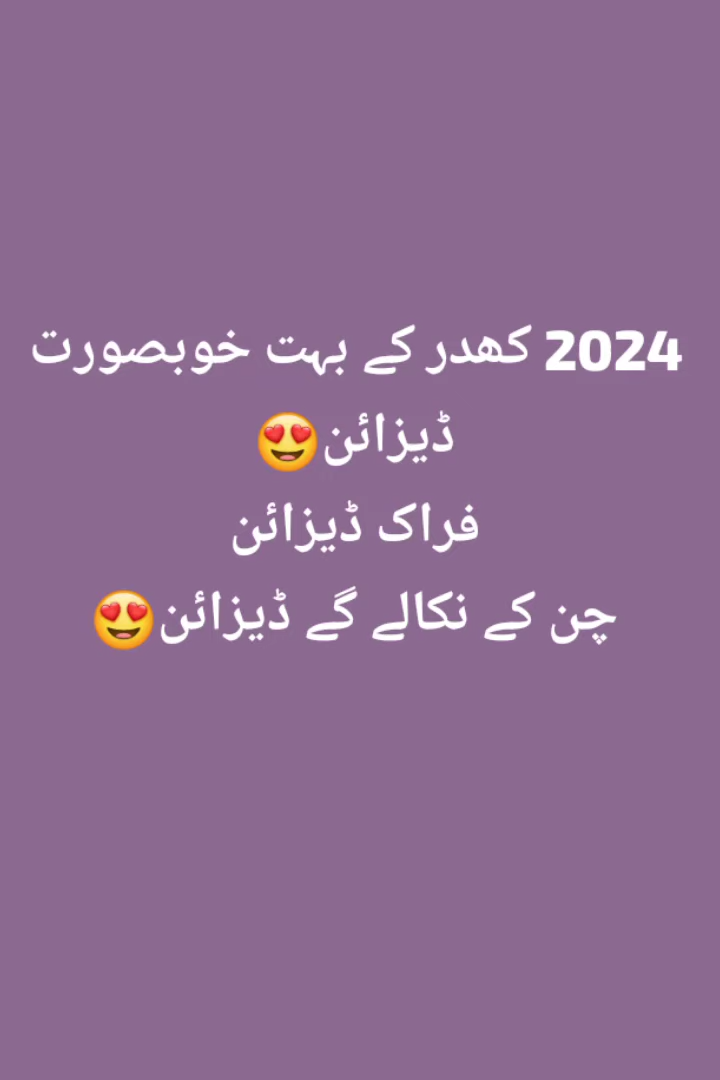 2024 کھدر کے بہت خوبصورت
ڈیزائن😍
فراک ڈیزائن
چن کے نکالے گے ڈیزائن😍